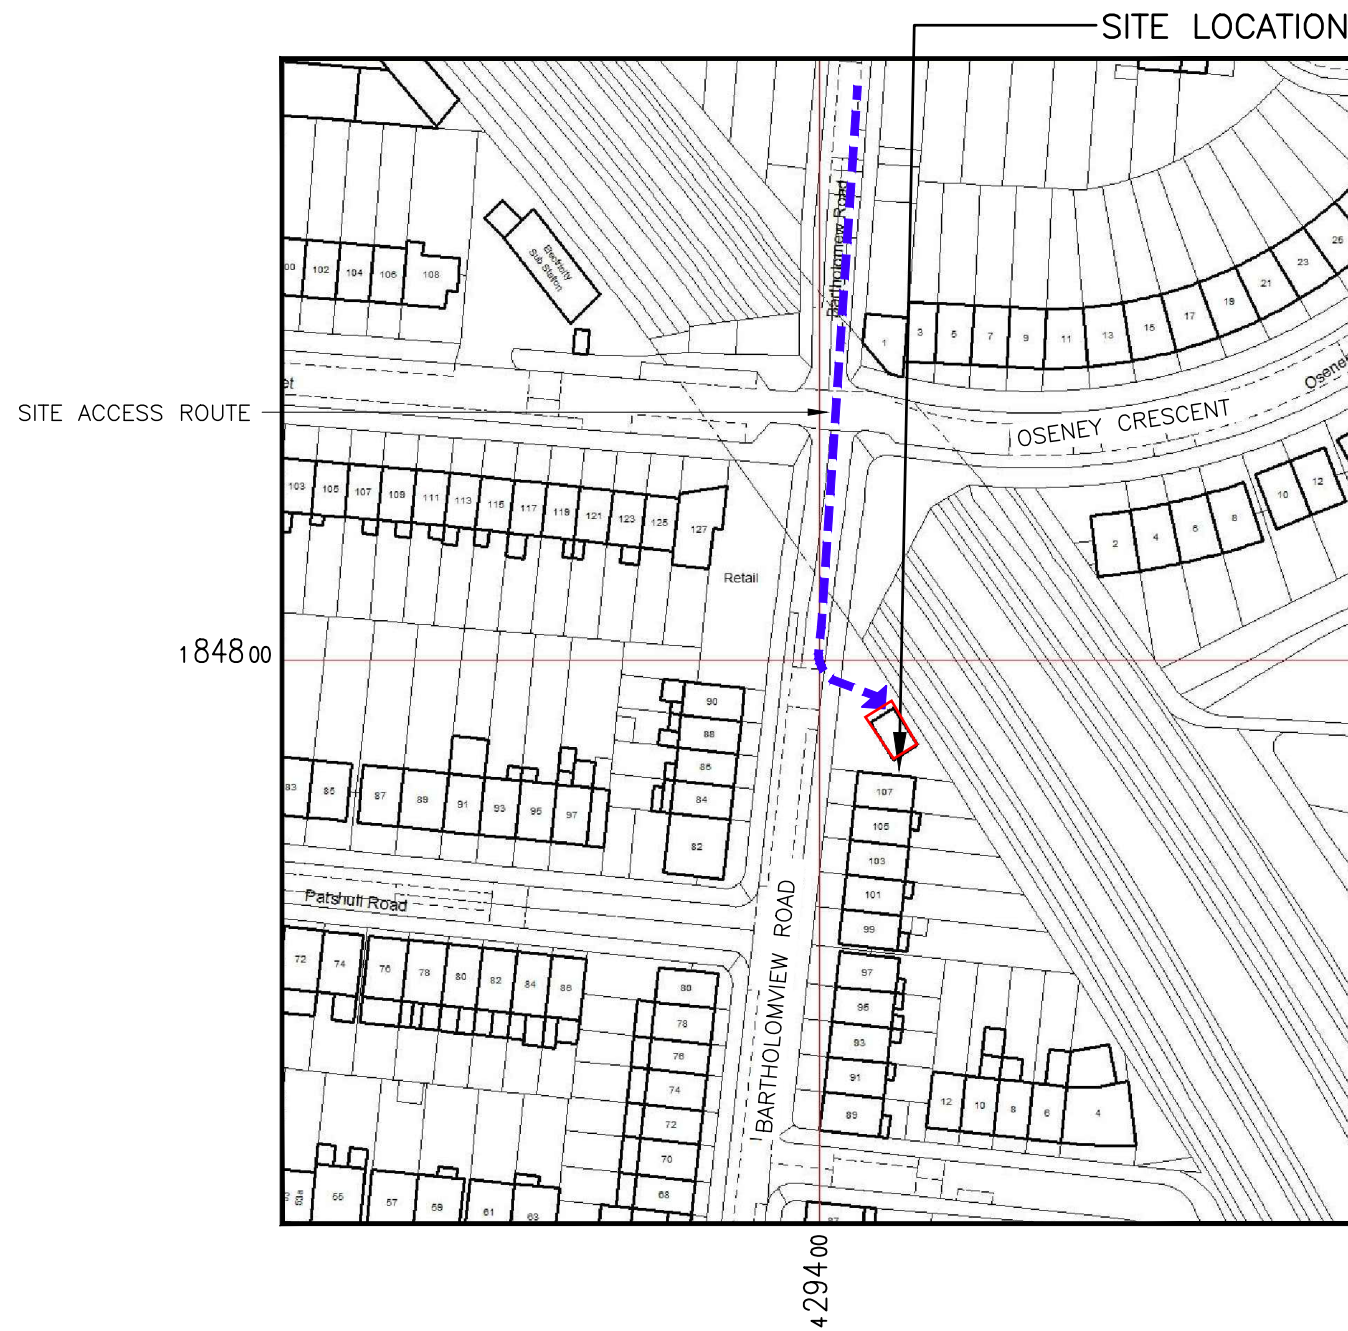 SITE LOCATION
Bartholomew Road
Electricity
Sub Station
102 104 106 108
1 3 5 7 9 11 13 15 17 19 21 23 25
SITE ACCESS ROUTE
OSENEY CRESCENT
103 105 107 109 111 113 115 117 119 121 123 125 127
2 4 6 8 10 12
Retail
184800
90
88
86
84
82
83 85 87 89 91 93 95 97
107
105
103
101
99
Patshull Road
BARTHOLOMVIEW ROAD
72 74 76 78 80 82 84 86
97
95
93
91
89
80
78
76
74
72
70
68
12 10 8 6 4
53a 55 57 59 61 63
87
429400